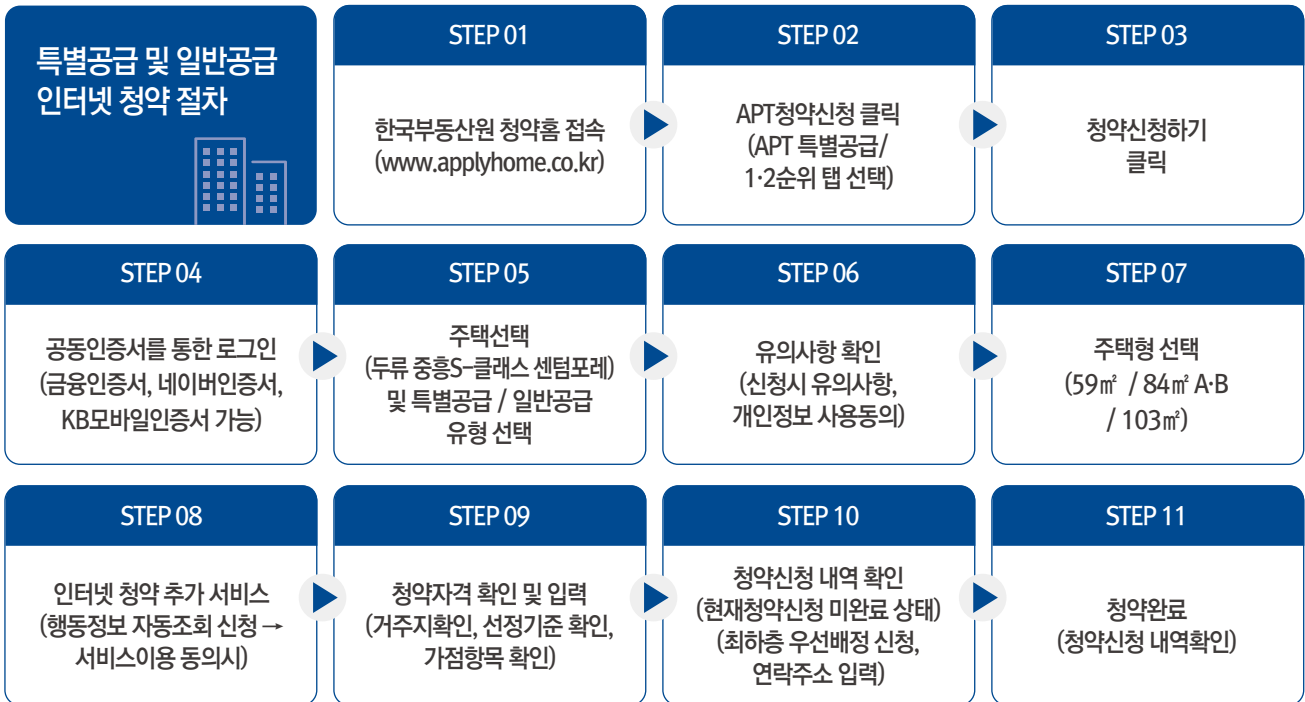 특별공급 및 일반공급
인터넷 청약 절차
STEP 01
한국부동산원 청약홈 접속
(www.applyhome.co.kr)
STEP 02
APT청약신청 클릭
(APT 특별공급/
1·2순위 탭 선택)
STEP 03
청약신청하기
클릭
STEP 04
공동인증서를 통한 로그인
(금융인증서, 네이버인증서,
KB모바일인증서 가능)
STEP 05
주택선택
(두류 중흥S-클래스 센텀포레)
및 특별공급 / 일반공급
유형 선택
STEP 06
유의사항 확인
(신청시 유의사항,
개인정보 사용동의)
STEP 07
주택형 선택
(59㎡ / 84㎡ A·B
/ 103㎡)
STEP 08
인터넷 청약 추가 서비스
(행동정보 자동조회 신청 →
서비스이용 동의시)
STEP 09
청약자격 확인 및 입력
(거주지확인, 선정기준 확인,
가점항목 확인)
STEP 10
청약신청 내역 확인
(현재청약신청 미완료 상태)
(최하층 우선배정 신청,
연락주소 입력)
STEP 11
청약완료
(청약신청 내역확인)